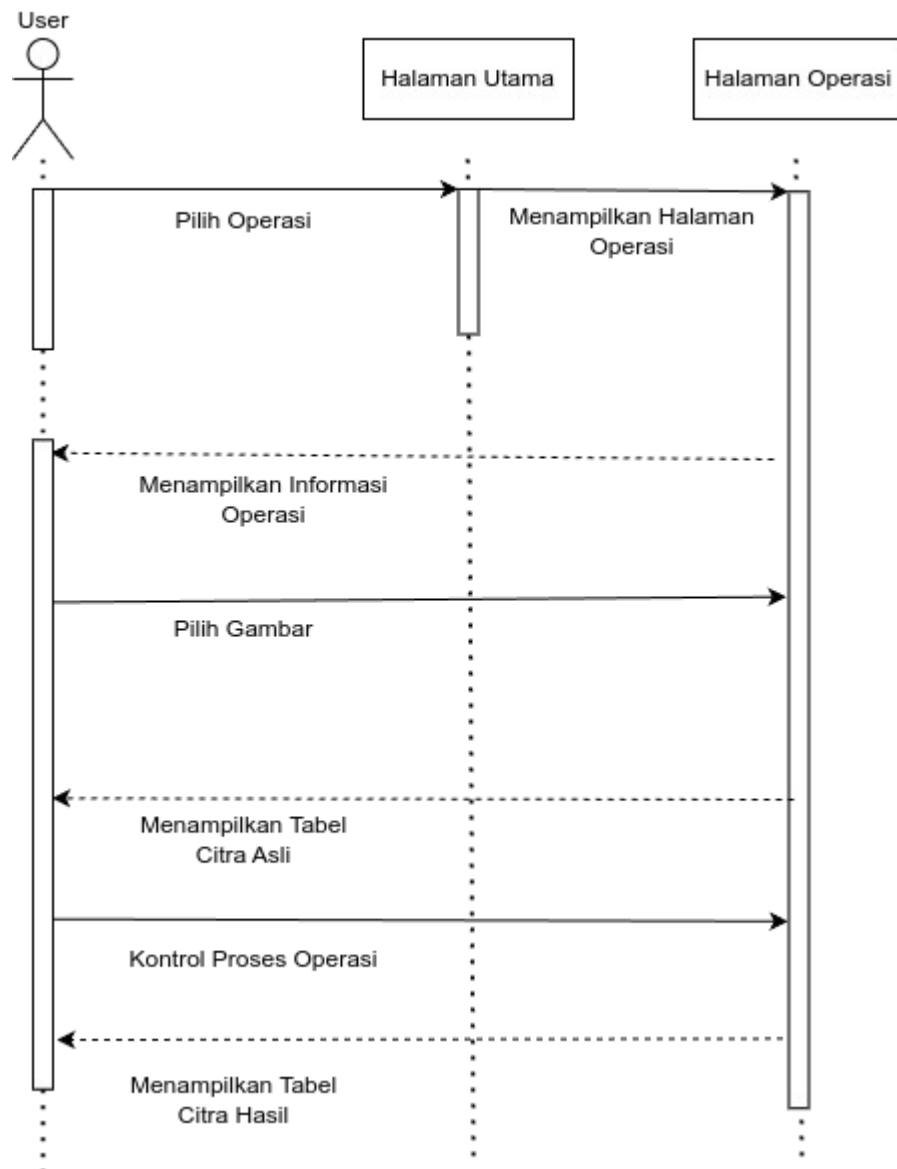 User
Halaman Utama
Halaman Operasi
Pilih Operasi
Menampilkan Halaman
Operasi
Menampilkan Informasi
Operasi
Pilih Gambar
Menampilkan Tabel
Citra Asli
Kontrol Proses Operasi
Menampilkan Tabel
Citra Hasil